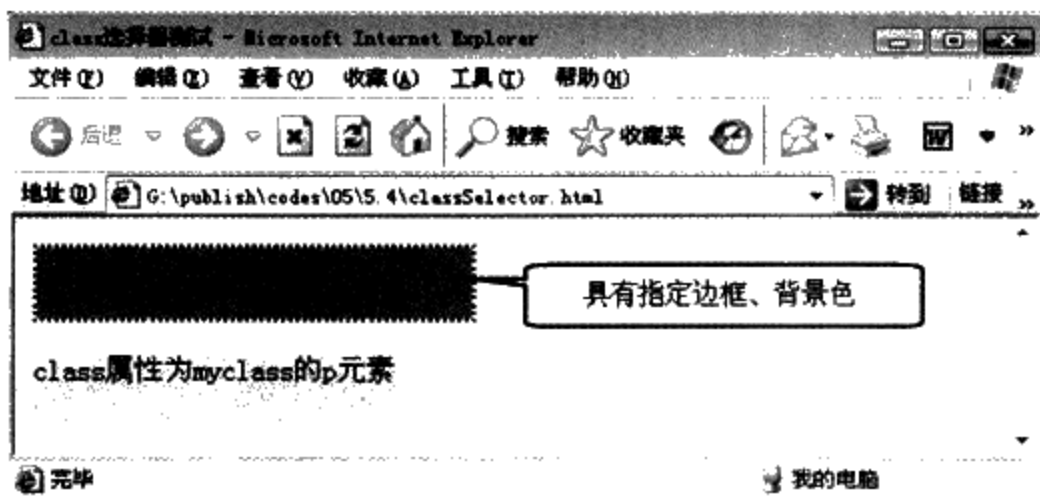 class选择器测试 - Microsoft Internet Explorer
文件(F) 编辑(E) 查看(V) 收藏(A) 工具(T) 帮助(H)
后退 搜索 收藏夹
地址(D) G:\publish\codes\05\5.4\classSelector.html 转到 链接 »
具有指定边框、背景色
class属性为myclass的p元素
完毕 我的电脑